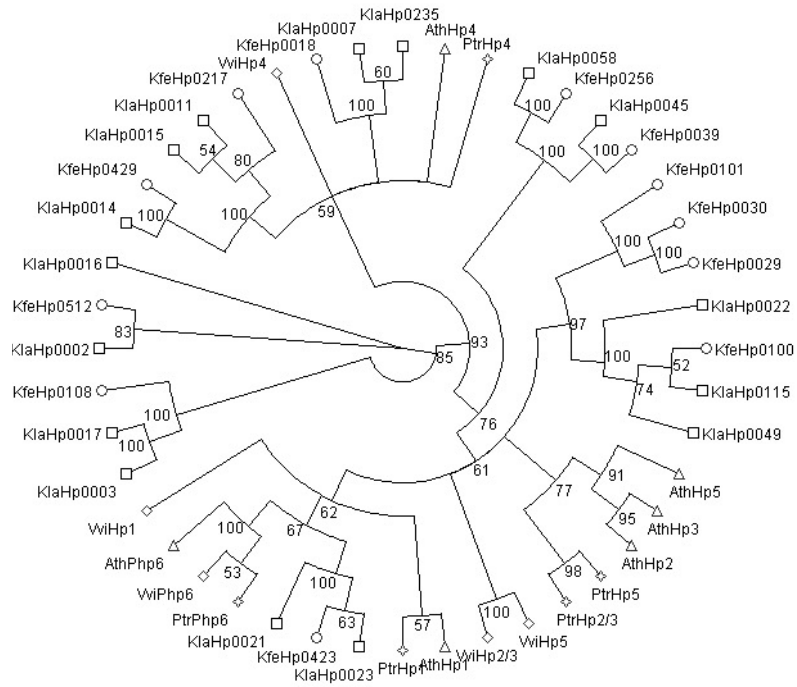 KlaHp0235
KlaHp0007
AthHp4
KfeHp0018
PtrHp4
VviHp4
KlaHp0058
KfeHp0217
KfeHp0256
60
KlaHp0011
100
100
KlaHp0045
KlaHp0015
54
80
100
100
KfeHp0039
KfeHp0429
KfeHp0101
KlaHp0014
100
100
59
KfeHp0030
100
100
KfeHp0029
KlaHp0016
KfeHp0512
KlaHp0022
83
97
93
KlaHp0002
85
100
KfeHp0100
52
KfeHp0108
74
KlaHp0115
100
76
KlaHp0017
100
KlaHp0049
KlaHp0003
61
91
AthHp5
77
VviHp1
62
AthHp3
67
95
100
AthPhp6
AthHp2
VviPhp6
53
98
PtrHp5
100
PtrPhp6
PtrHp2/3
KlaHp0021
100
63
57
VviHp5
KfeHp0423
VviHp2/3
KlaHp0023
PtrHp1
AthHp1